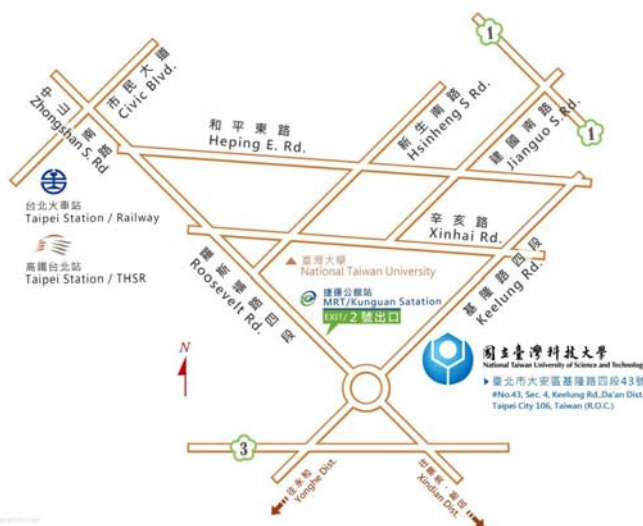 1
市民大道
Civic Blvd.
中山南路
Zhongshan S. Rd
和平東路
Heping E. Rd.
新生南路
Hsinheng S Rd.
建國南路
Jianguo S. Rd.
1
台北火車站
Taipei Station / Railway
高鐵台北站
Taipei Station / THSR
辛亥路
Xinhai Rd.
羅斯福路四段
Roosevelt Rd.
臺灣大學
National Taiwan University
捷運公館站
MRT/Kunguan Satation
EXIT/ 2 號出口
基隆路四段
Keelung Rd.
N
國立臺灣科技大學
National Taiwan University of Science and Technology
臺北市大安區基隆路四段43號
#No.43, Sec. 4, Keelung Rd.,Da'an Dist
Taipei City 106, Taiwan (R.O.C.)
3
往永和
Yonghe Dist.
Xindian Dist.